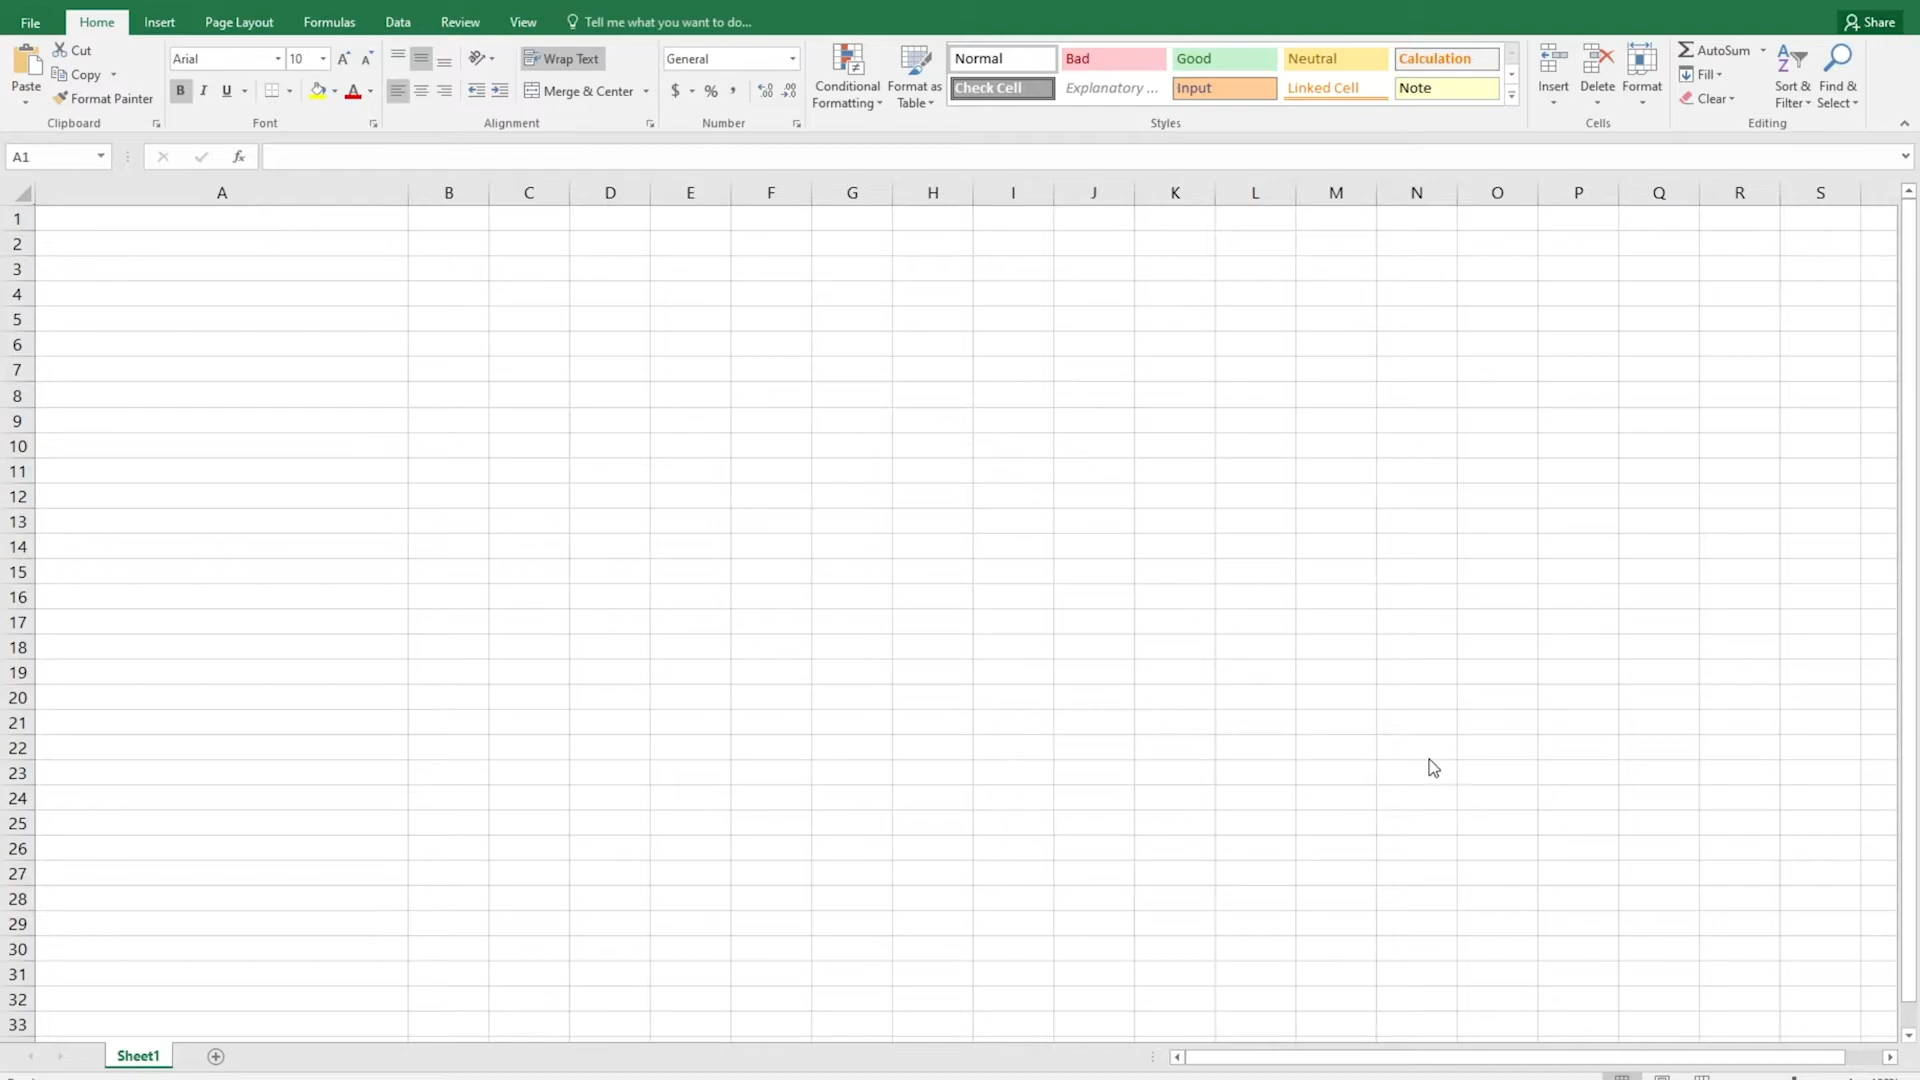 File Home Insert Page Layout Formulas Data Review View Tell me what you want to do... Share
Paste
Cut
Copy
Format Painter
Clipboard
Arial 10 A A
B I U A
Font
Wrap Text
Merge & Center
Alignment
General
$ % , .00
Number
Conditional
Formatting
Format as
Table
Normal Bad Good Neutral Calculation
Check Cell Explanatory ... Input Linked Cell Note
Styles
Insert Delete Format
Cells
AutoSum
Fill
Clear
Sort &
Filter
Find &
Select
Editing
A1 fx
A B C D E F G H I J K L M N O P Q R S
1
2
3
4
5
6
7
8
9
10
11
12
13
14
15
16
17
18
19
20
21
22
23
24
25
26
27
28
29
30
31
32
33
Sheet1